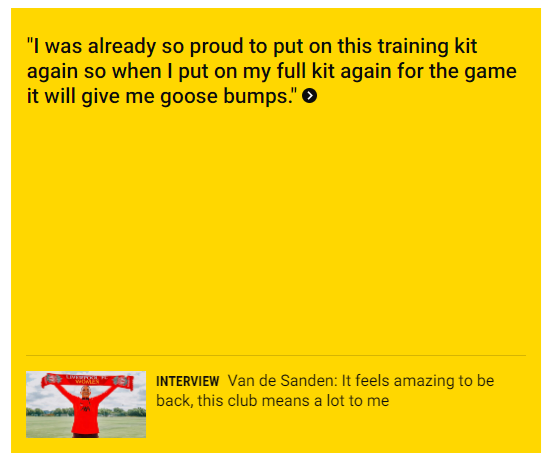 "I was already so proud to put on this training kit
again so when I put on my full kit again for the game
it will give me goose bumps."
LIVERPOOL FC
WOMEN
INTERVIEW Van de Sanden: It feels amazing to be
back, this club means a lot to me